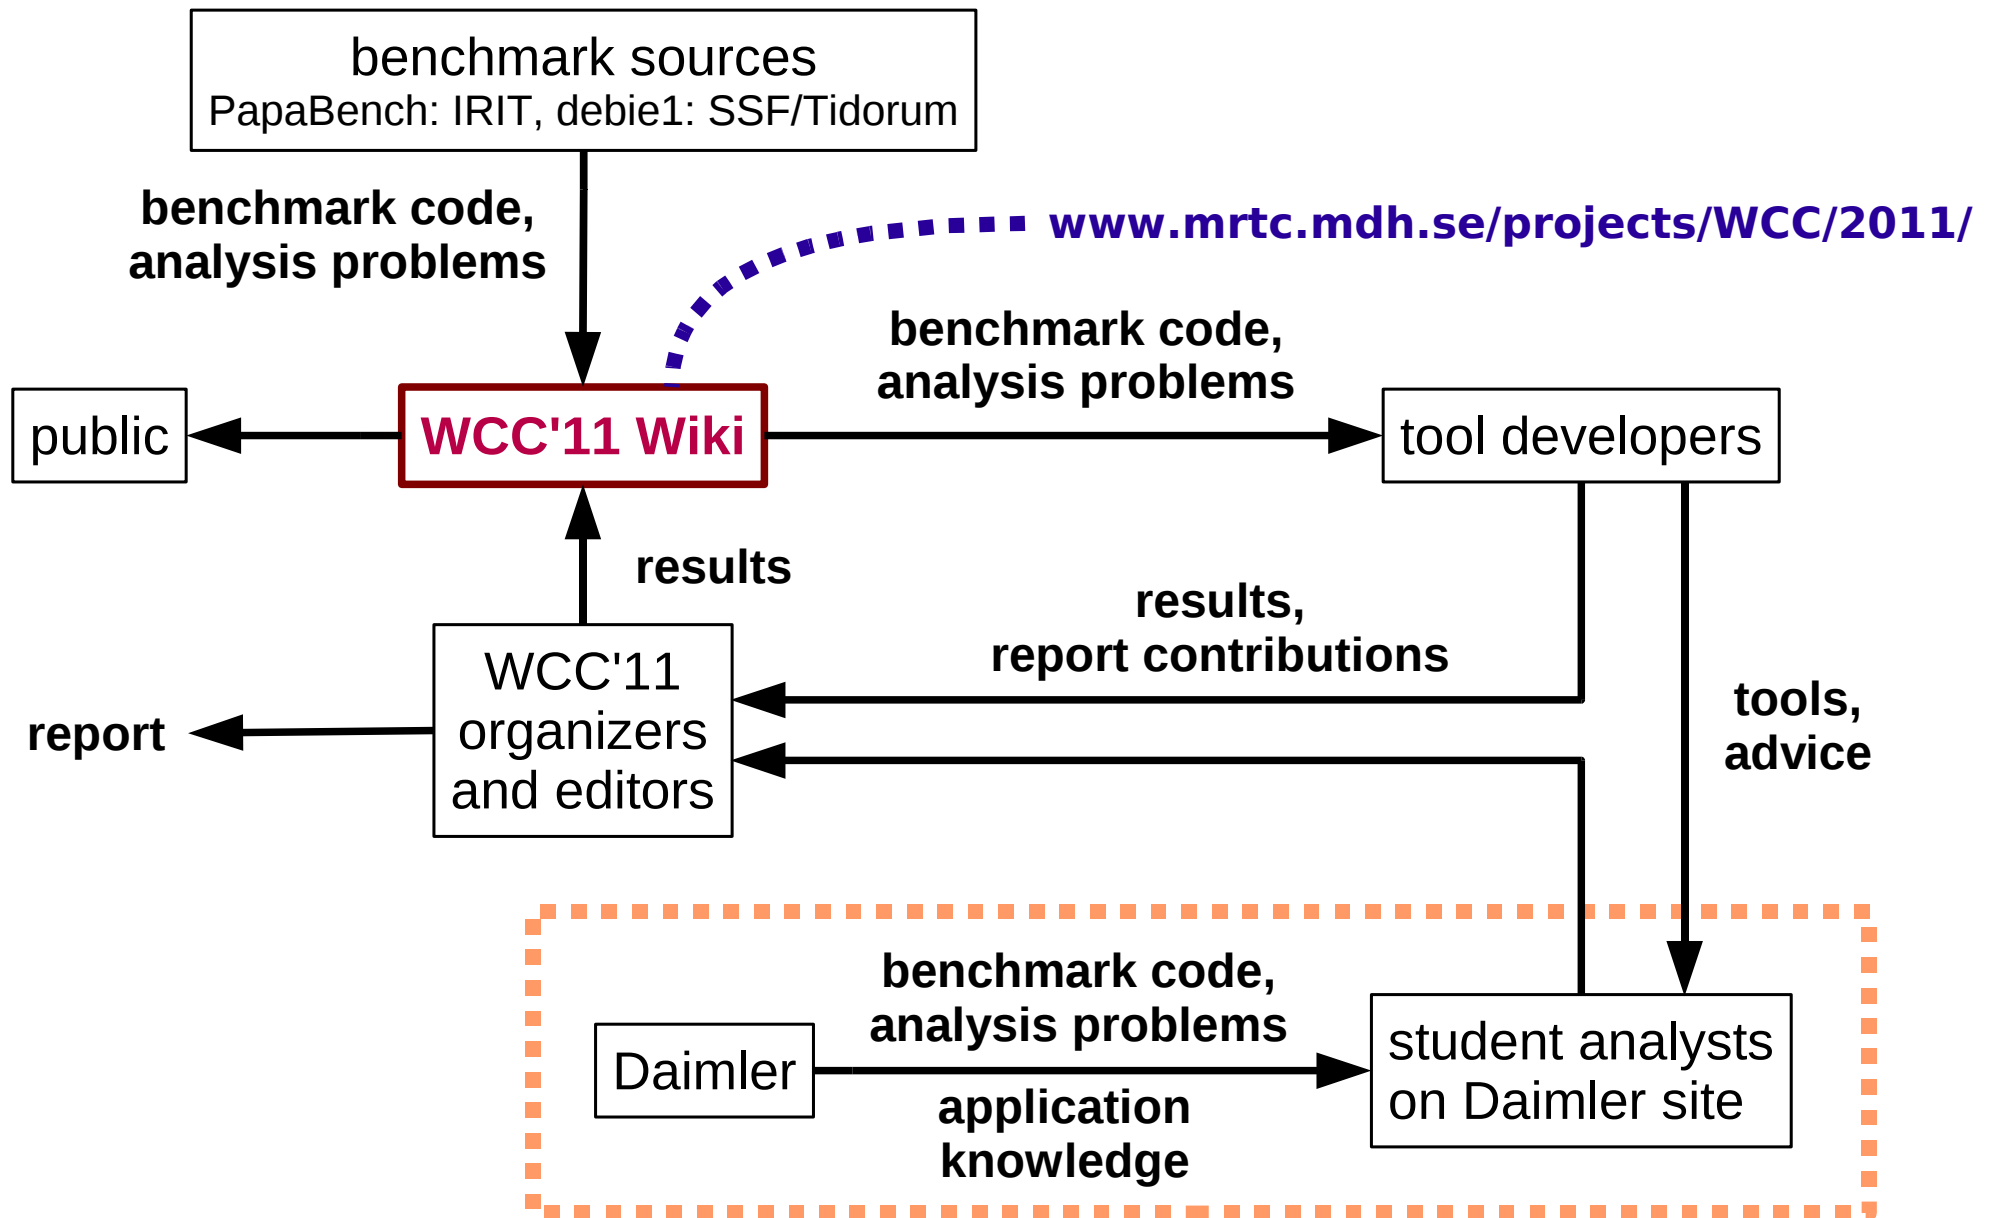 benchmark sources
PapaBench: IRIT, debie1: SSF/Tidorum
benchmark code,
analysis problems
www.mrtc.mdh.se/projects/WCC/2011/
benchmark code,
analysis problems
public
WCC'11 Wiki
tool developers
results
results,
report contributions
WCC'11
organizers
and editors
report
tools,
advice
benchmark code,
analysis problems
Daimler
student analysts
on Daimler site
application
knowledge